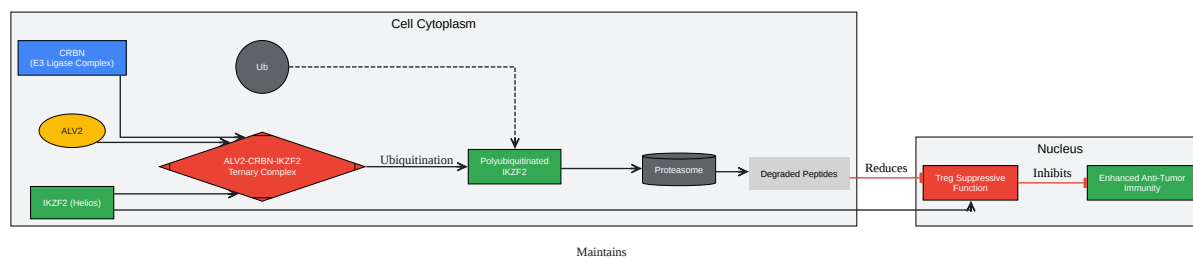 Cell Cytoplasm
CRBN
(E3 Ligase Complex)
Ub
ALV2
ALV2-CRBN-IKZF2
Ternary Complex
IKZF2 (Helios)
Ubiquitination
Polyubiquitinated
IKZF2
Proteasome
Degraded Peptides
Reduces
Nucleus
Treg Suppressive
Function
Inhibits
Enhanced Anti-Tumor
Immunity
Maintains